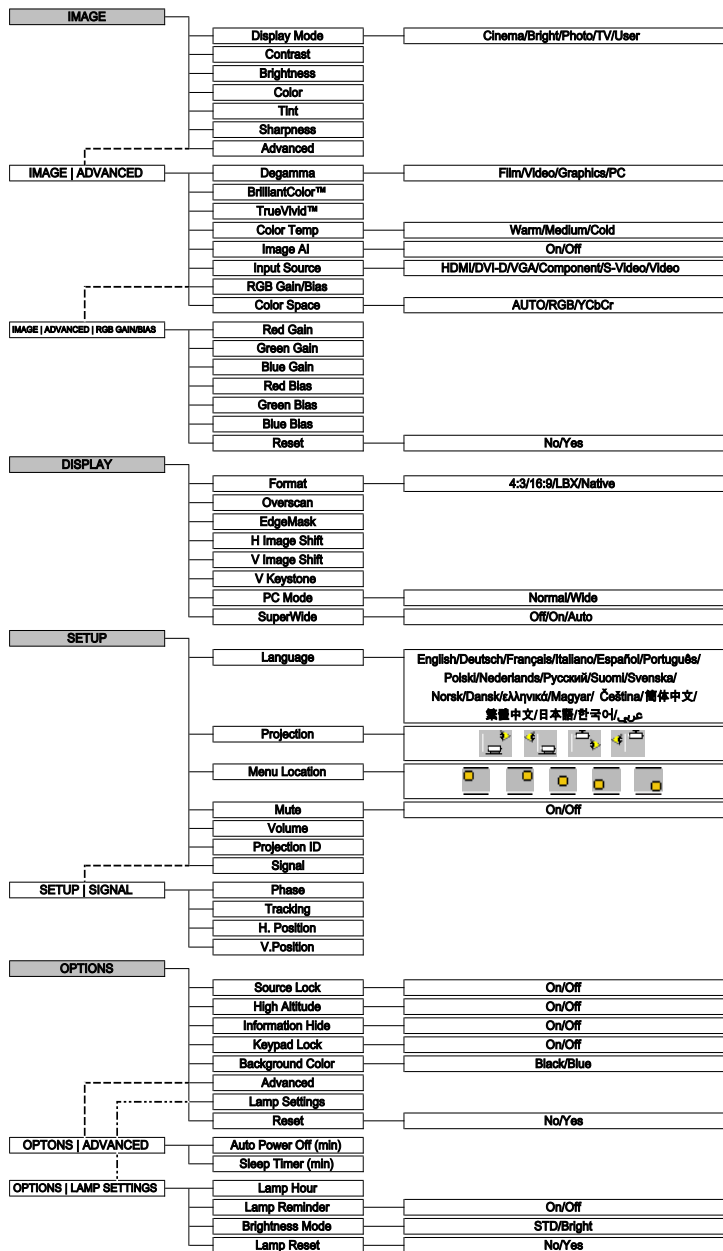 IMAGE
Display Mode Cinema/Bright/Photo/TV/User
Contrast
Brightness
Color
Tint
Sharpness
Advanced
IMAGE | ADVANCED Degamma Film/Video/Graphics/PC
BrilliantColor™
TrueVivid™
Color Temp Warm/Medium/Cold
Image AI On/Off
Input Source HDMI/DVI-D/VGA/Component/S-Video/Video
RGB Gain/Bias
Color Space AUTO/RGB/YCbCr
IMAGE | ADVANCED | RGB GAIN/BIAS Red Gain
Green Gain
Blue Gain
Red Bias
Green Bias
Blue Bias
Reset No/Yes
DISPLAY
Format 4:3/16:9/LBX/Native
Overscan
EdgeMask
H Image Shift
V Image Shift
V Keystone
PC Mode Normal/Wide
SuperWide Off/On/Auto
SETUP
Language English/Deutsch/Français/Italiano/Español/Português/
Polski/Nederlands/Русский/Suomi/Svenska/
Norsk/Dansk/ελληνικά/Magyar/ Čeština/简体中文/
繁體中文/日本語/한국어/عربي
Projection
Menu Location
Mute On/Off
Volume
Projection ID
Signal
SETUP | SIGNAL Phase
Tracking
H. Position
V.Position
OPTIONS
Source Lock On/Off
High Altitude On/Off
Information Hide On/Off
Keypad Lock On/Off
Background Color Black/Blue
Advanced
Lamp Settings
Reset No/Yes
OPTONS | ADVANCED Auto Power Off (min)
Sleep Timer (min)
OPTIONS | LAMP SETTINGS Lamp Hour
Lamp Reminder On/Off
Brightness Mode STD/Bright
Lamp Reset No/Yes